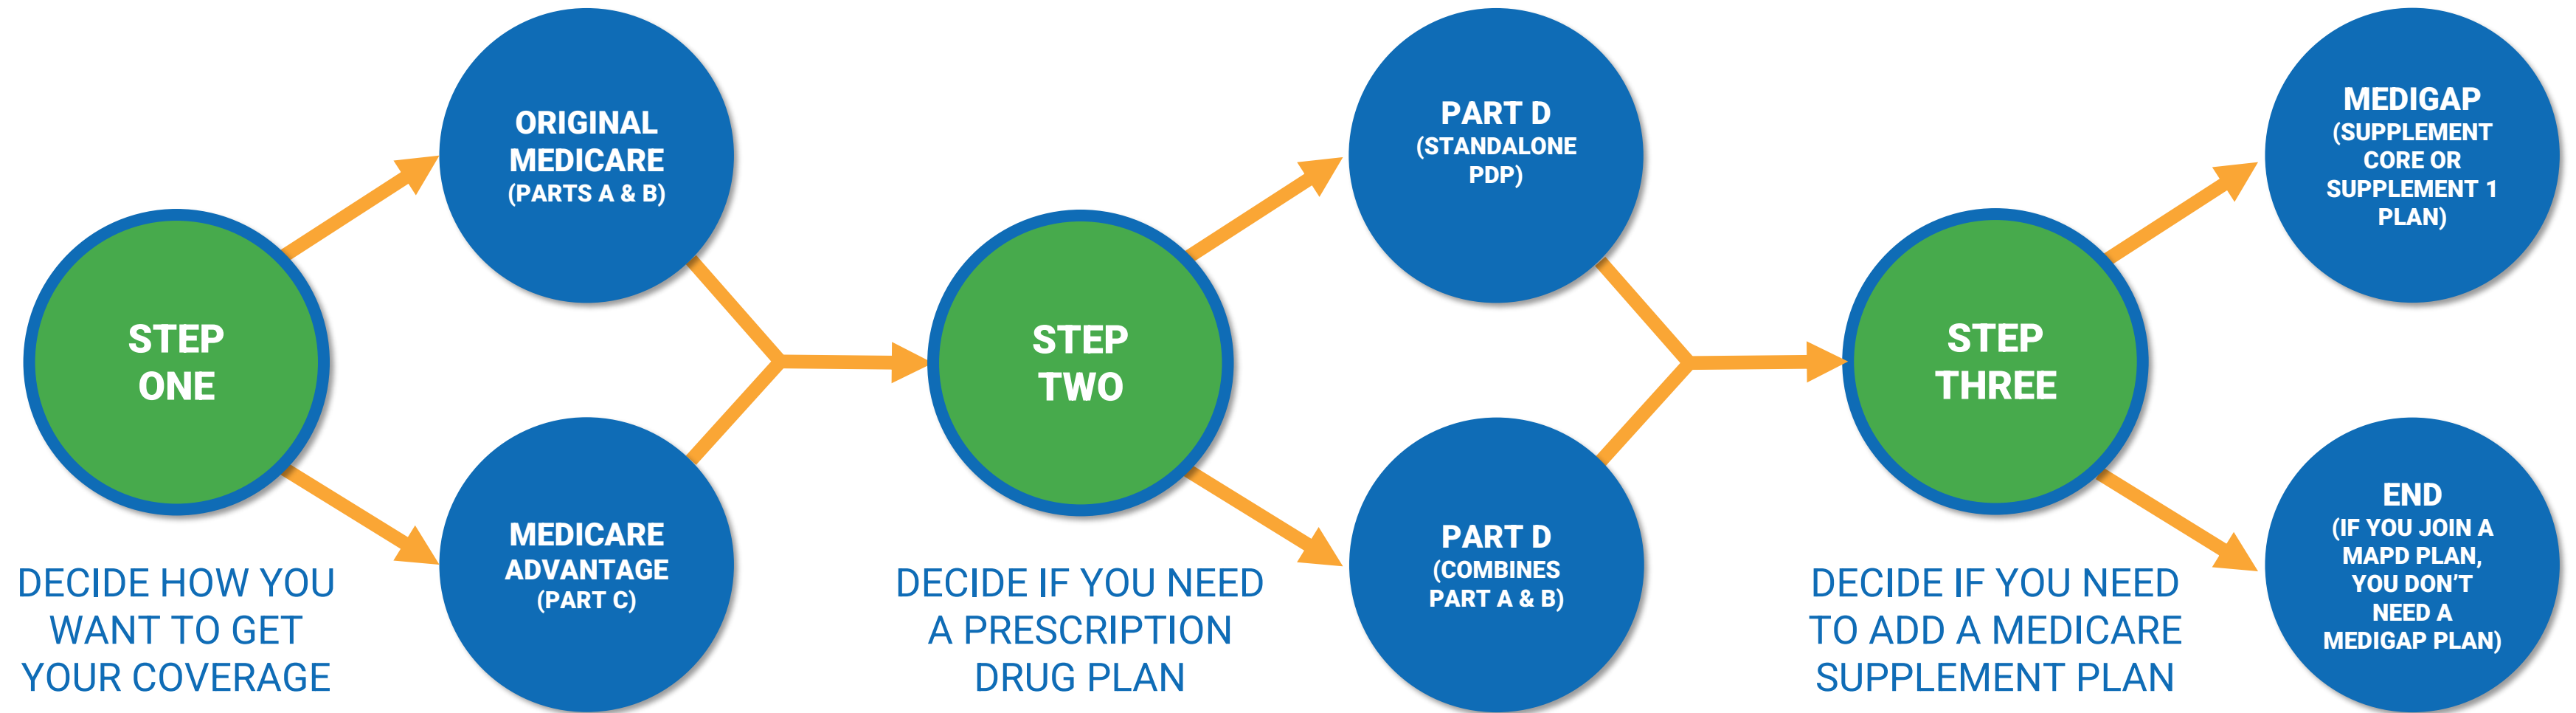 STEP
ONE
DECIDE HOW YOU
WANT TO GET
YOUR COVERAGE
ORIGINAL
MEDICARE
(PARTS A & B)
MEDICARE
ADVANTAGE
(PART C)
STEP
TWO
DECIDE IF YOU NEED
A PRESCRIPTION
DRUG PLAN
PART D
(STANDALONE
PDP)
PART D
(COMBINES
PART A & B)
STEP
THREE
DECIDE IF YOU NEED
TO ADD A MEDICARE
SUPPLEMENT PLAN
MEDIGAP
(SUPPLEMENT
CORE OR
SUPPLEMENT 1
PLAN)
END
(IF YOU JOIN A
MAPD PLAN,
YOU DON'T
NEED A
MEDIGAP PLAN)